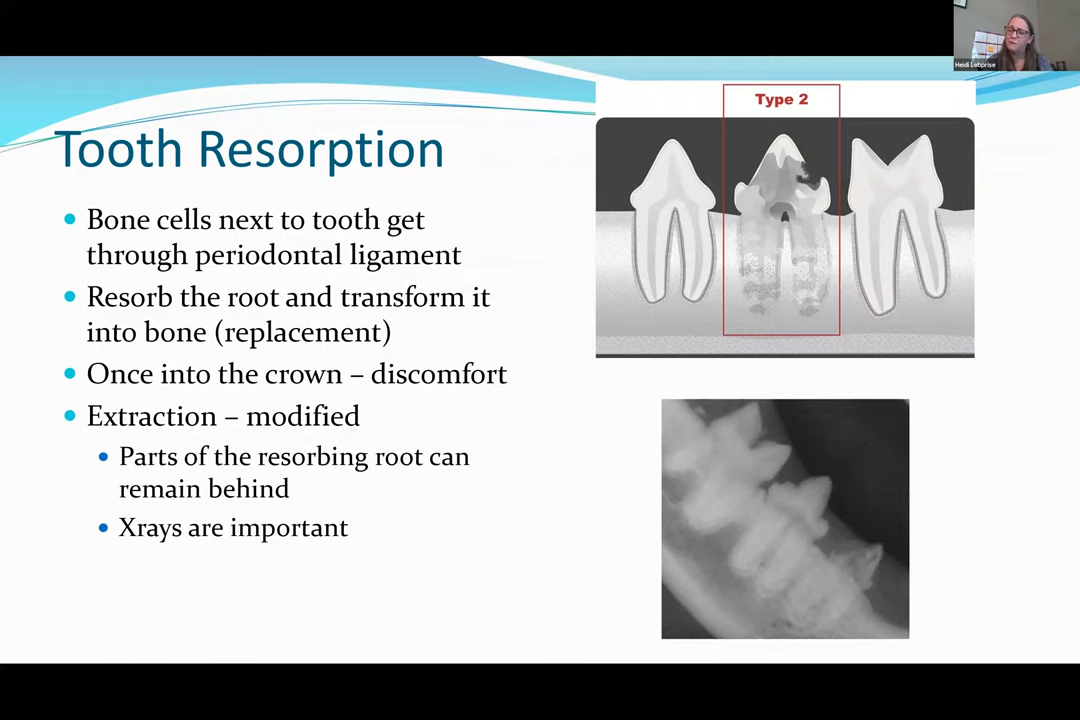 Heidi Lobprise
Type 2
Tooth Resorption
Bone cells next to tooth get
through periodontal ligament
Resorb the root and transform it
into bone (replacement)
Once into the crown – discomfort
Extraction – modified
Parts of the resorbing root can
remain behind
Xrays are important